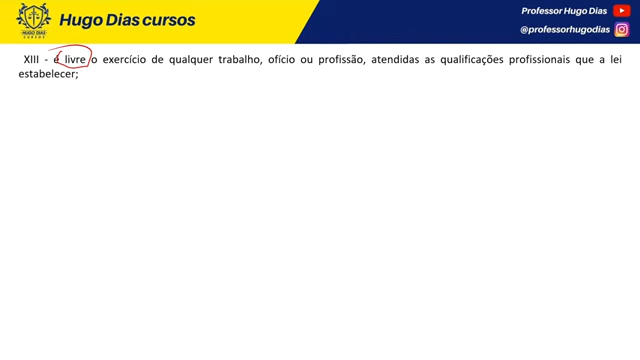 HUGO DIAS
CURSOS
Hugo Dias cursos
Professor Hugo Dias
@professorhugodias
XIII - é livre o exercício de qualquer trabalho, ofício ou profissão, atendidas as qualificações profissionais que a lei
estabelecer;